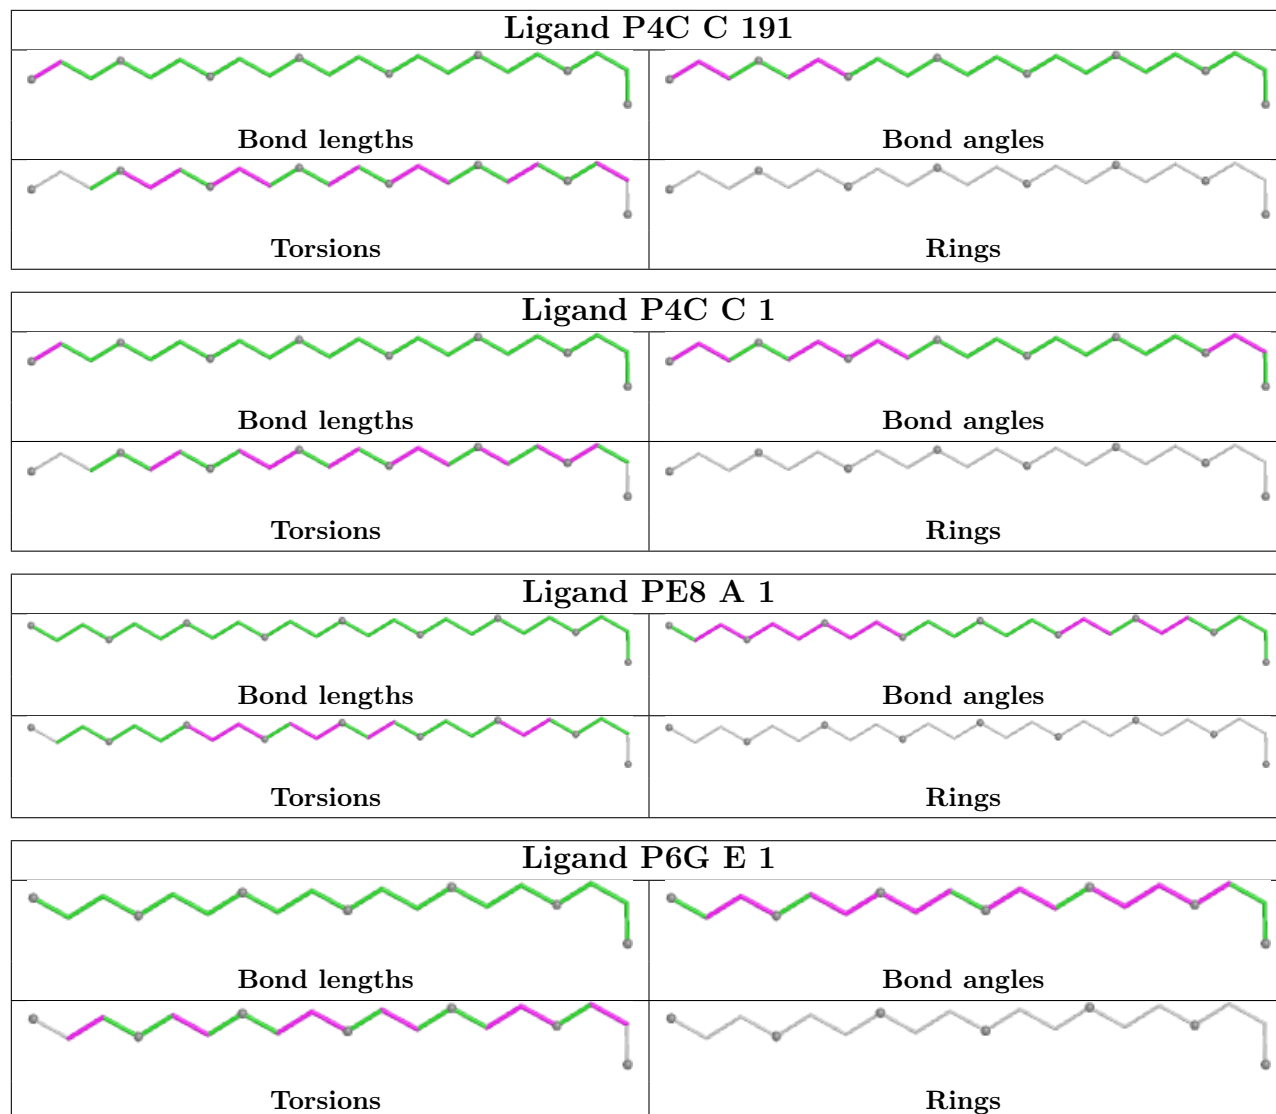 Ligand P4C C 191
Bond lengths
Bond angles
Torsions
Rings
Ligand P4C C 1
Bond lengths
Bond angles
Torsions
Rings
Ligand PE8 A 1
Bond lengths
Bond angles
Torsions
Rings
Ligand P6G E 1
Bond lengths
Bond angles
Torsions
Rings